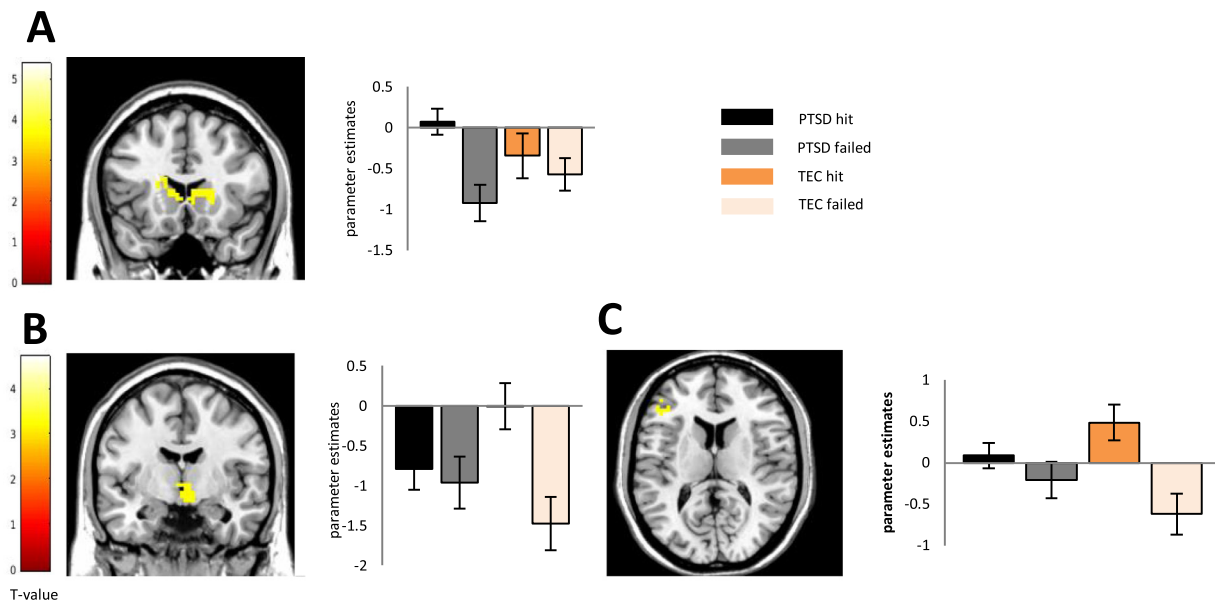 A
5
4
3
2
1
0
parameter estimates
0.5
0
-0.5
-1
-1.5
PTSD hit
PTSD failed
TEC hit
TEC failed
B
4
3
2
1
0
T-value
parameter estimates
0.5
0
-0.5
-1
-1.5
-2
C
parameter estimates
1
0.5
0
-0.5
-1